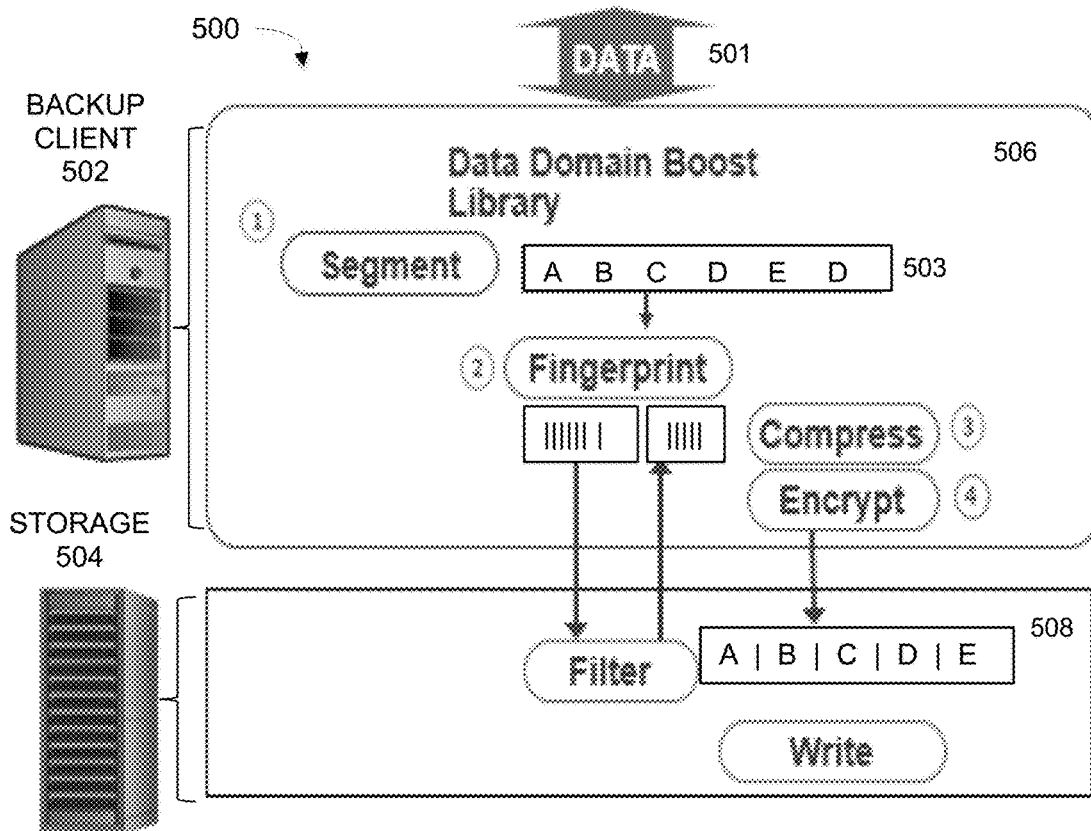 500
DATA
501
BACKUP
CLIENT
502
506
Data Domain Boost
Library
1
Segment
A B C D E D
503
2
Fingerprint
Compress
3
Encrypt
4
STORAGE
504
508
Filter
A | B | C | D | E
Write